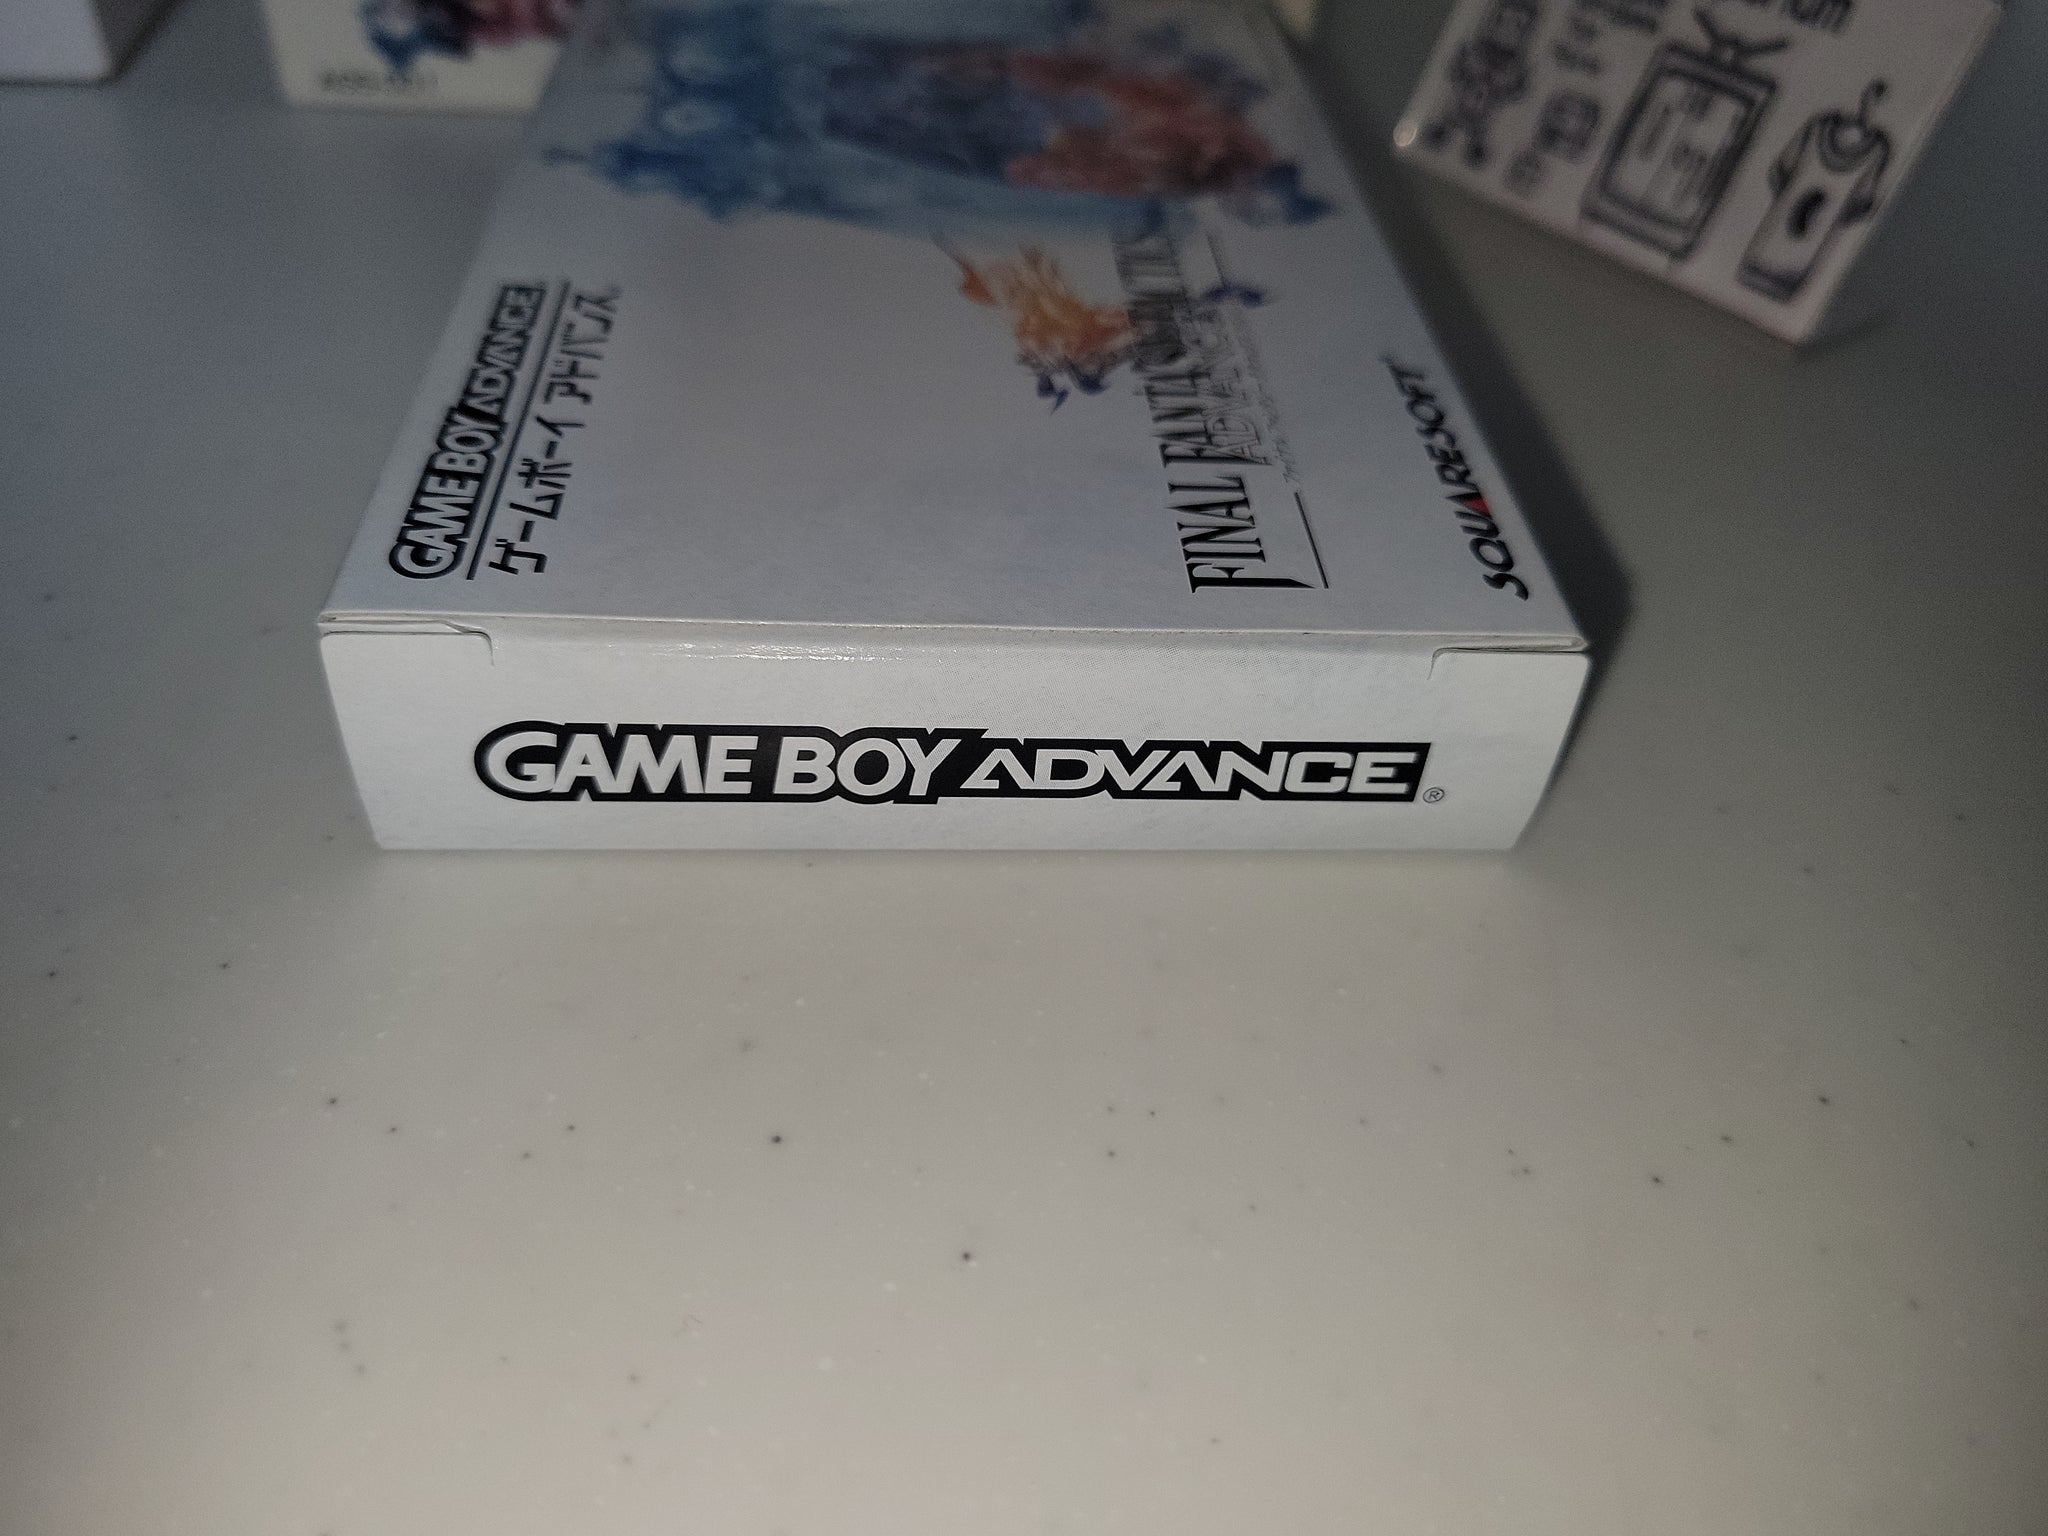 GAME BOY ADVANCE
ゲームボーイ アドバンス
FINAL FANTASY TACTICS
ADVANCE
SQUARESOFT
GAME BOY ADVANCE®